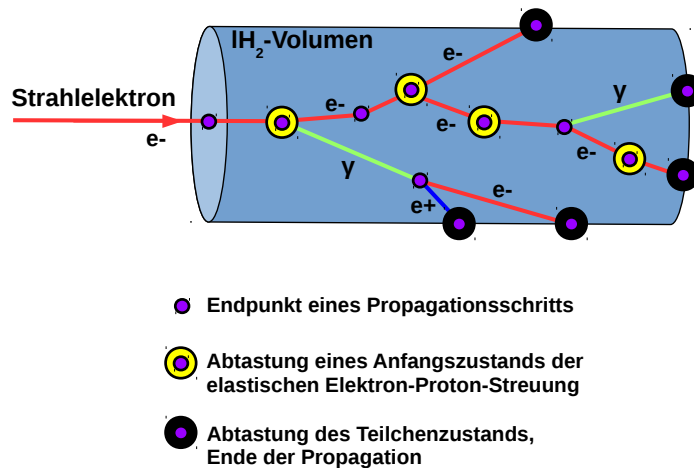 lH₂-Volumen
e-
Strahlelektron
e-
e-
e-
γ
e-
γ
e-
e+
Endpunkt eines Propagationsschritts
Abtastung eines Anfangszustands der
elastischen Elektron-Proton-Streuung
Abtastung des Teilchenzustands,
Ende der Propagation